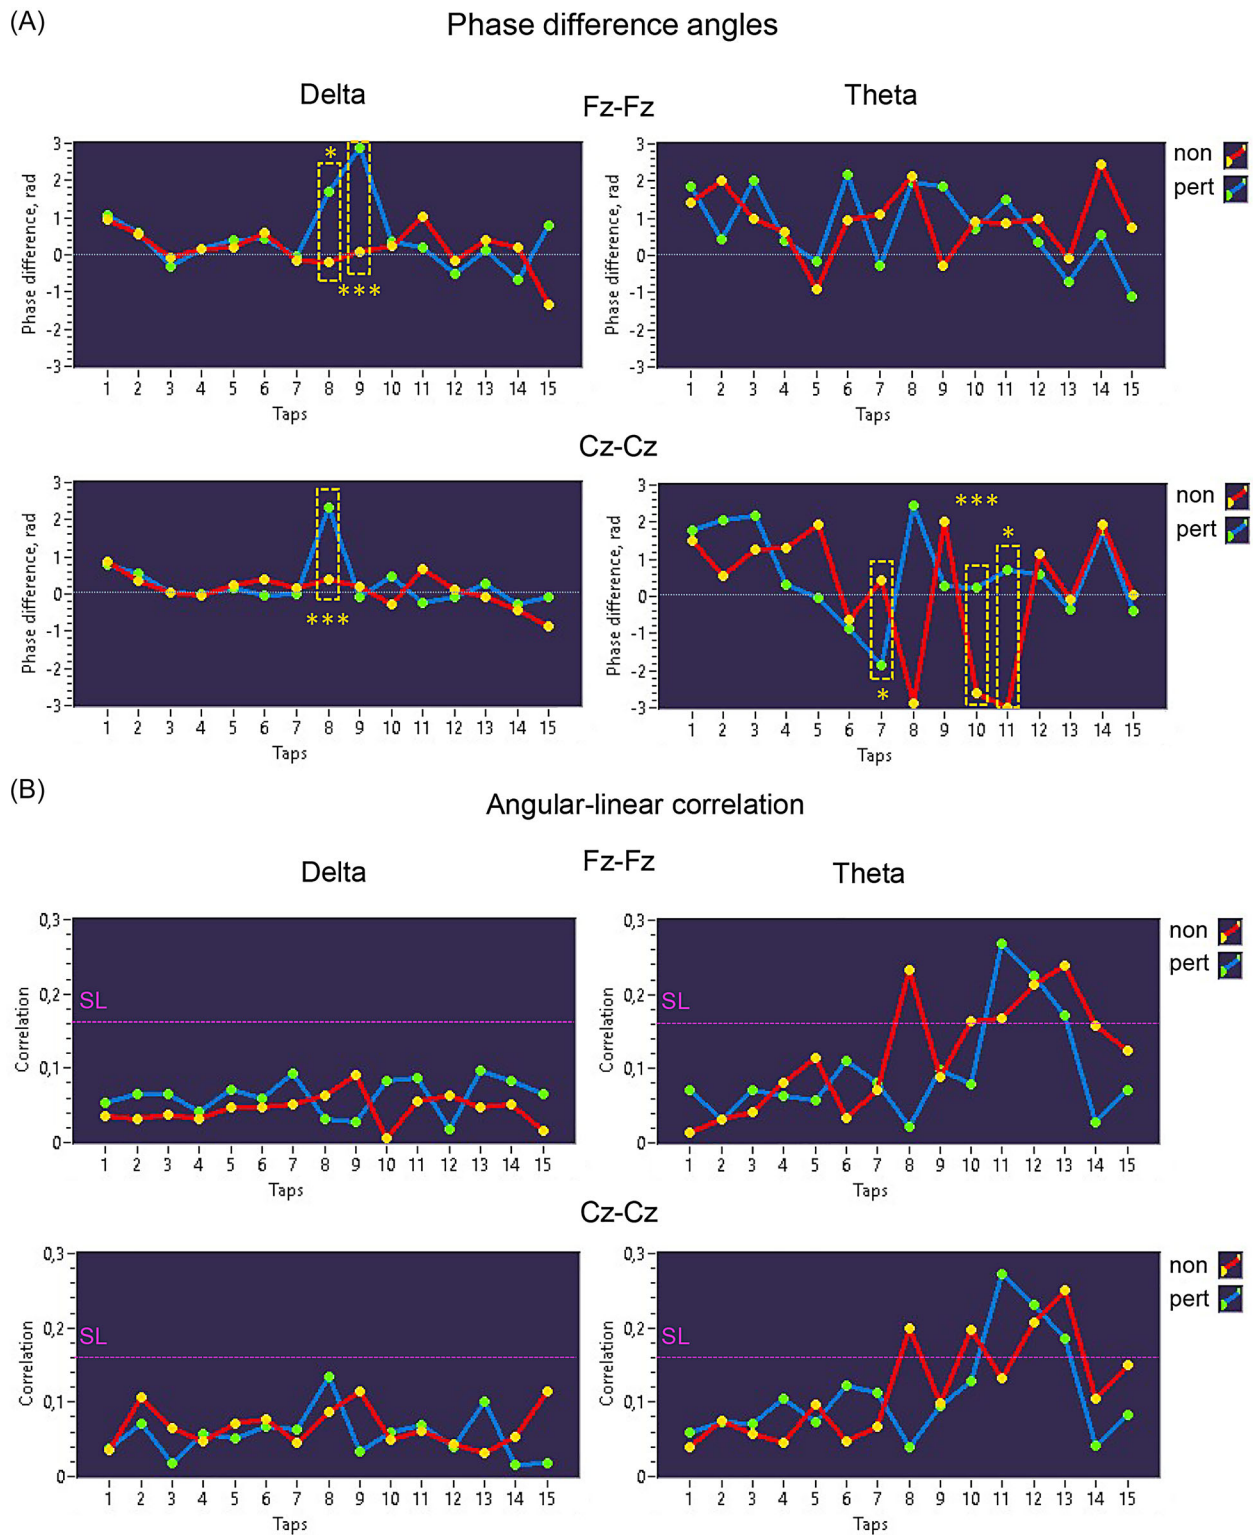 (A)
Phase difference angles
Delta
Fz-Fz
Theta
3
2
1
0
-1
-2
-3
Phase difference, rad
*
***
1 2 3 4 5 6 7 8 9 10 11 12 13 14 15
Taps
3
2
1
0
-1
-2
-3
Phase difference, rad
1 2 3 4 5 6 7 8 9 10 11 12 13 14 15
Taps
non
pert
Cz-Cz
3
2
1
0
-1
-2
-3
Phase difference, rad
***
1 2 3 4 5 6 7 8 9 10 11 12 13 14 15
Taps
3
2
1
0
-1
-2
-3
Phase difference, rad
***
*
*
1 2 3 4 5 6 7 8 9 10 11 12 13 14 15
Taps
non
pert
(B)
Angular-linear correlation
Delta
Fz-Fz
Theta
0,3
0,2
0,1
0
Correlation
SL
1 2 3 4 5 6 7 8 9 10 11 12 13 14 15
Taps
0,3
0,2
0,1
0
Correlation
SL
1 2 3 4 5 6 7 8 9 10 11 12 13 14 15
Taps
non
pert
Cz-Cz
0,3
0,2
0,1
0
Correlation
SL
1 2 3 4 5 6 7 8 9 10 11 12 13 14 15
Taps
0,3
0,2
0,1
0
Correlation
SL
1 2 3 4 5 6 7 8 9 10 11 12 13 14 15
Taps
non
pert